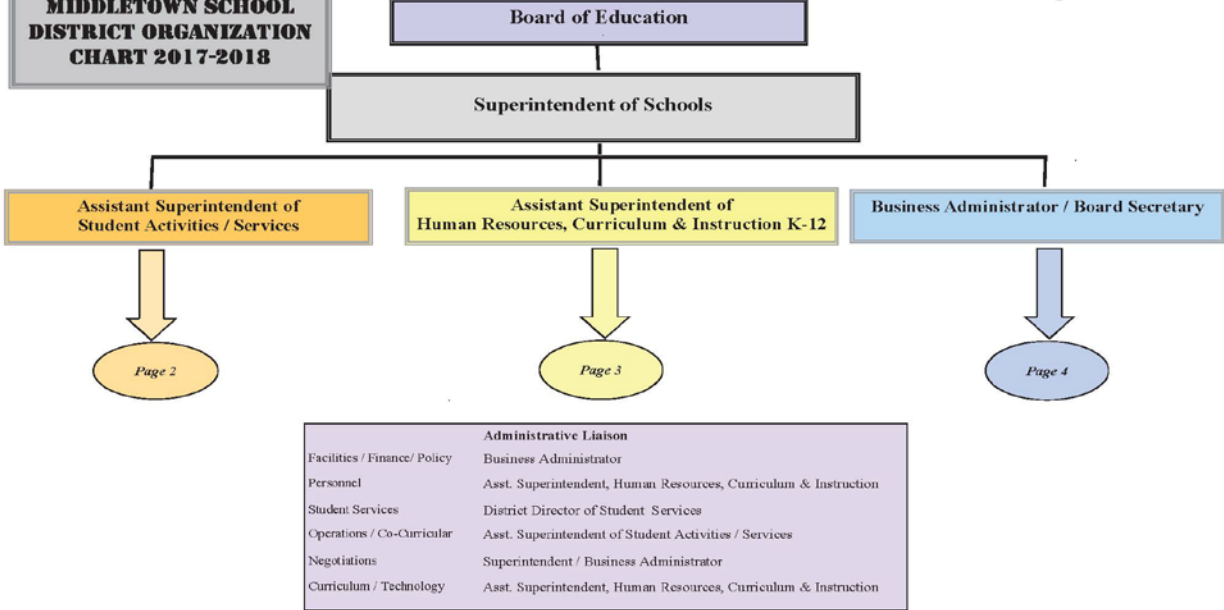 MIDDLETOWN SCHOOL
DISTRICT ORGANIZATION
CHART 2017-2018
Board of Education
Superintendent of Schools
Assistant Superintendent of
Student Activities / Services
Assistant Superintendent of
Human Resources, Curriculum & Instruction K-12
Business Administrator / Board Secretary
Page 2
Page 3
Page 4
Administrative Liaison
Facilities / Finance/ Policy Business Administrator
Personnel Asst. Superintendent, Human Resources, Curriculum & Instruction
Student Services District Director of Student Services
Operations / Co-Curricular Asst. Superintendent of Student Activities / Services
Negotiations Superintendent / Business Administrator
Curriculum / Technology Asst. Superintendent, Human Resources, Curriculum & Instruction